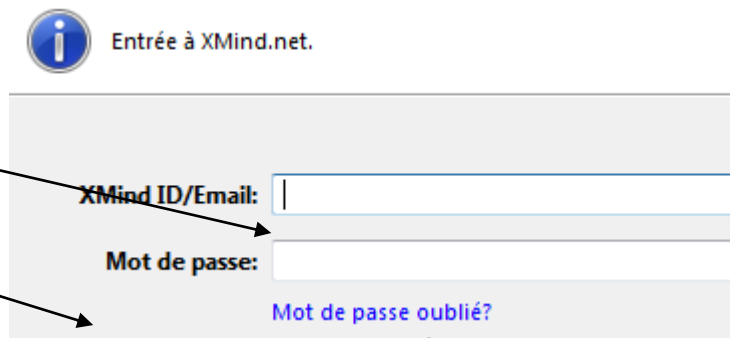 Entrée à XMind.net.
XMind ID/Email:
Mot de passe:
Mot de passe oublié?